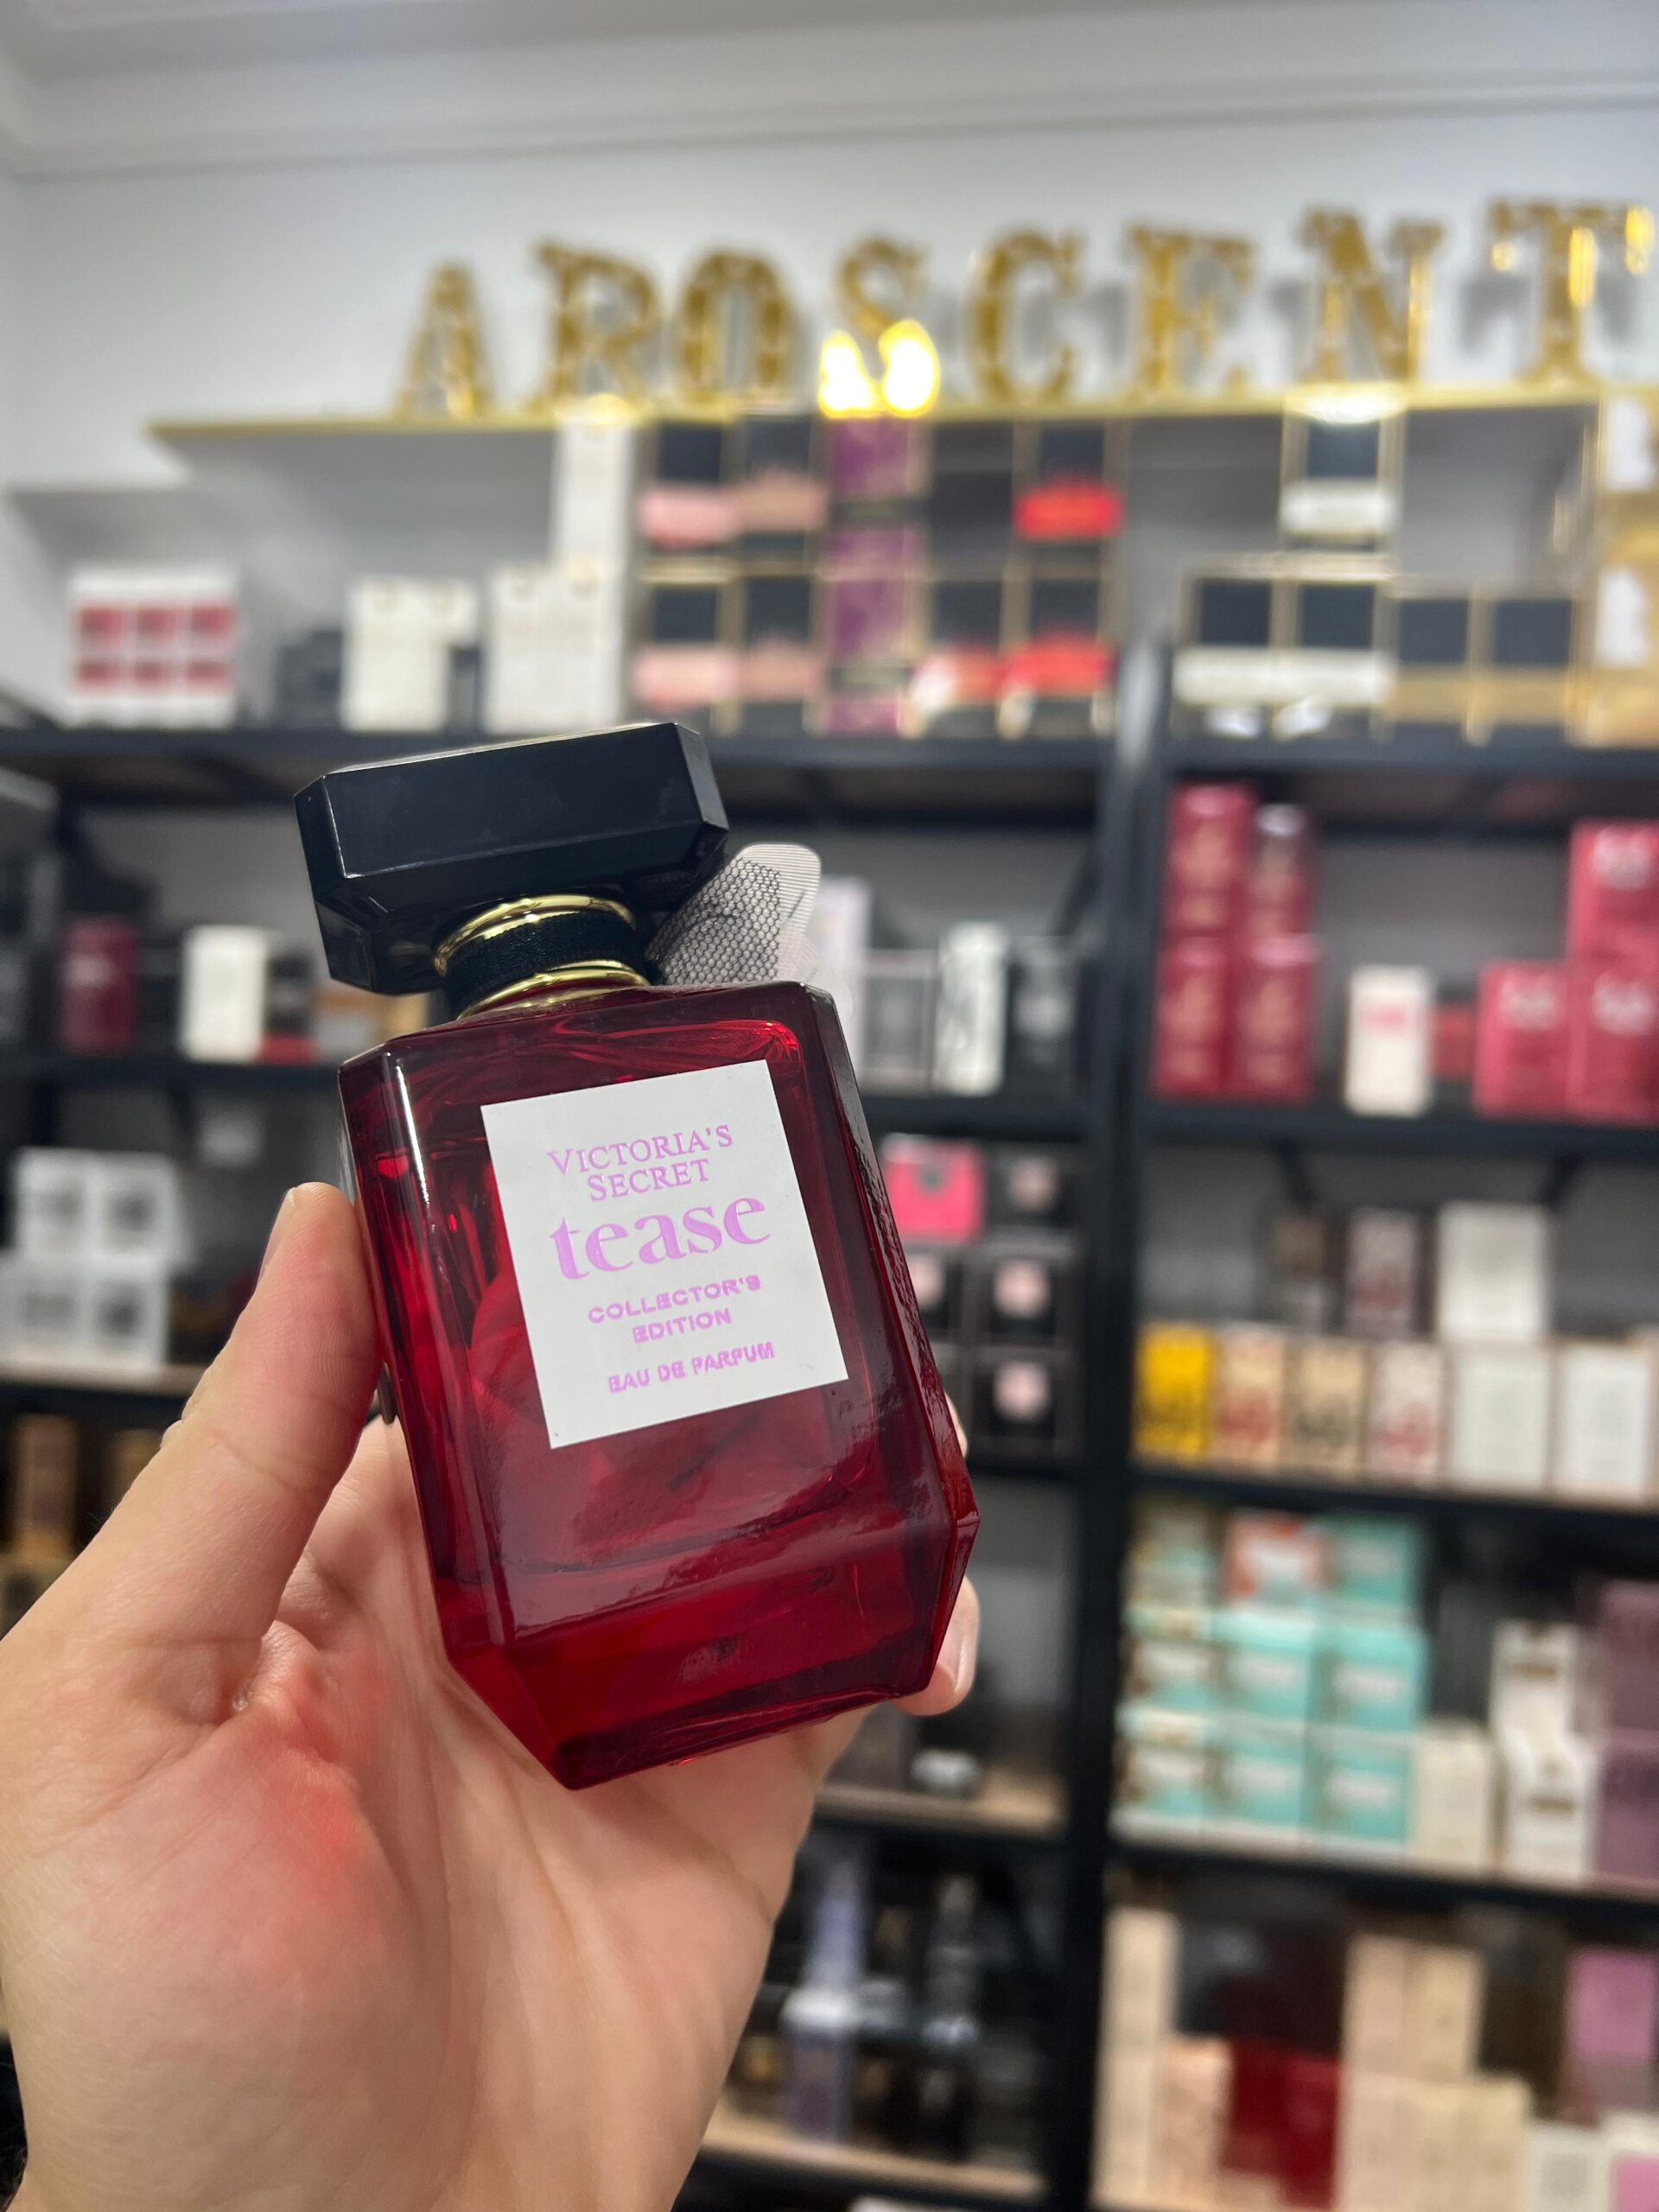 AROSCENT
VICTORIA'S
SECRET
tease
COLLECTOR'S
EDITION
EAU DE PARFUM